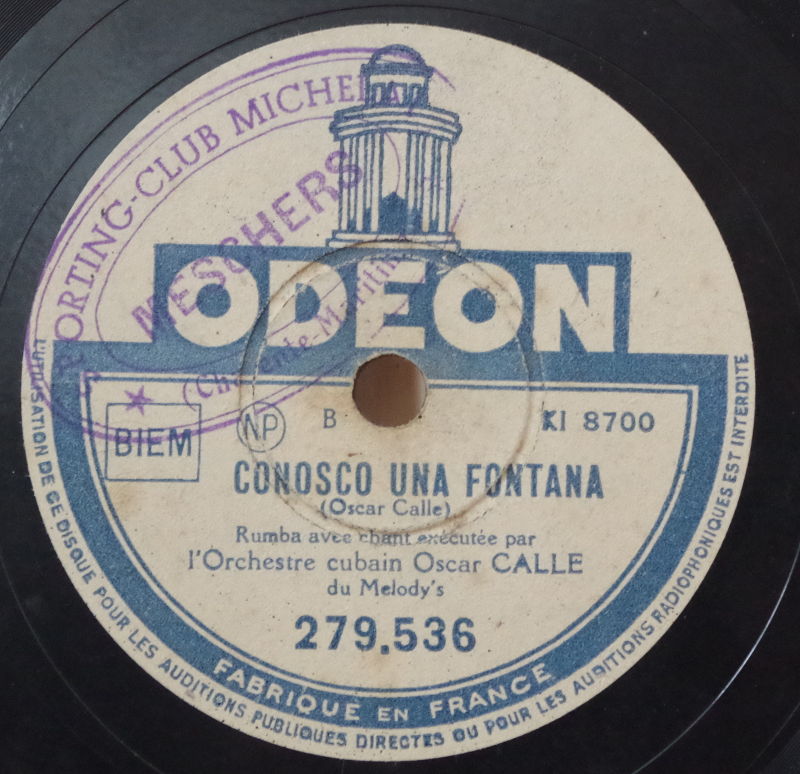 SPORTING-CLUB MICHELIN
MESCHERS
(Charente-Maritime)
ODEON
BIEM
NP
B
KI 8700
CONOSCO UNA FONTANA
(Oscar Calle)
Rumba avec chant exécutée par
l'Orchestre cubain Oscar CALLE
du Melody's
279.536
FABRIQUE EN FRANCE
L'UTILISATION DE CE DISQUE POUR LES AUDITIONS PUBLIQUES DIRECTES OU POUR LES AUDITIONS RADIOPHONIQUES EST INTERDITE